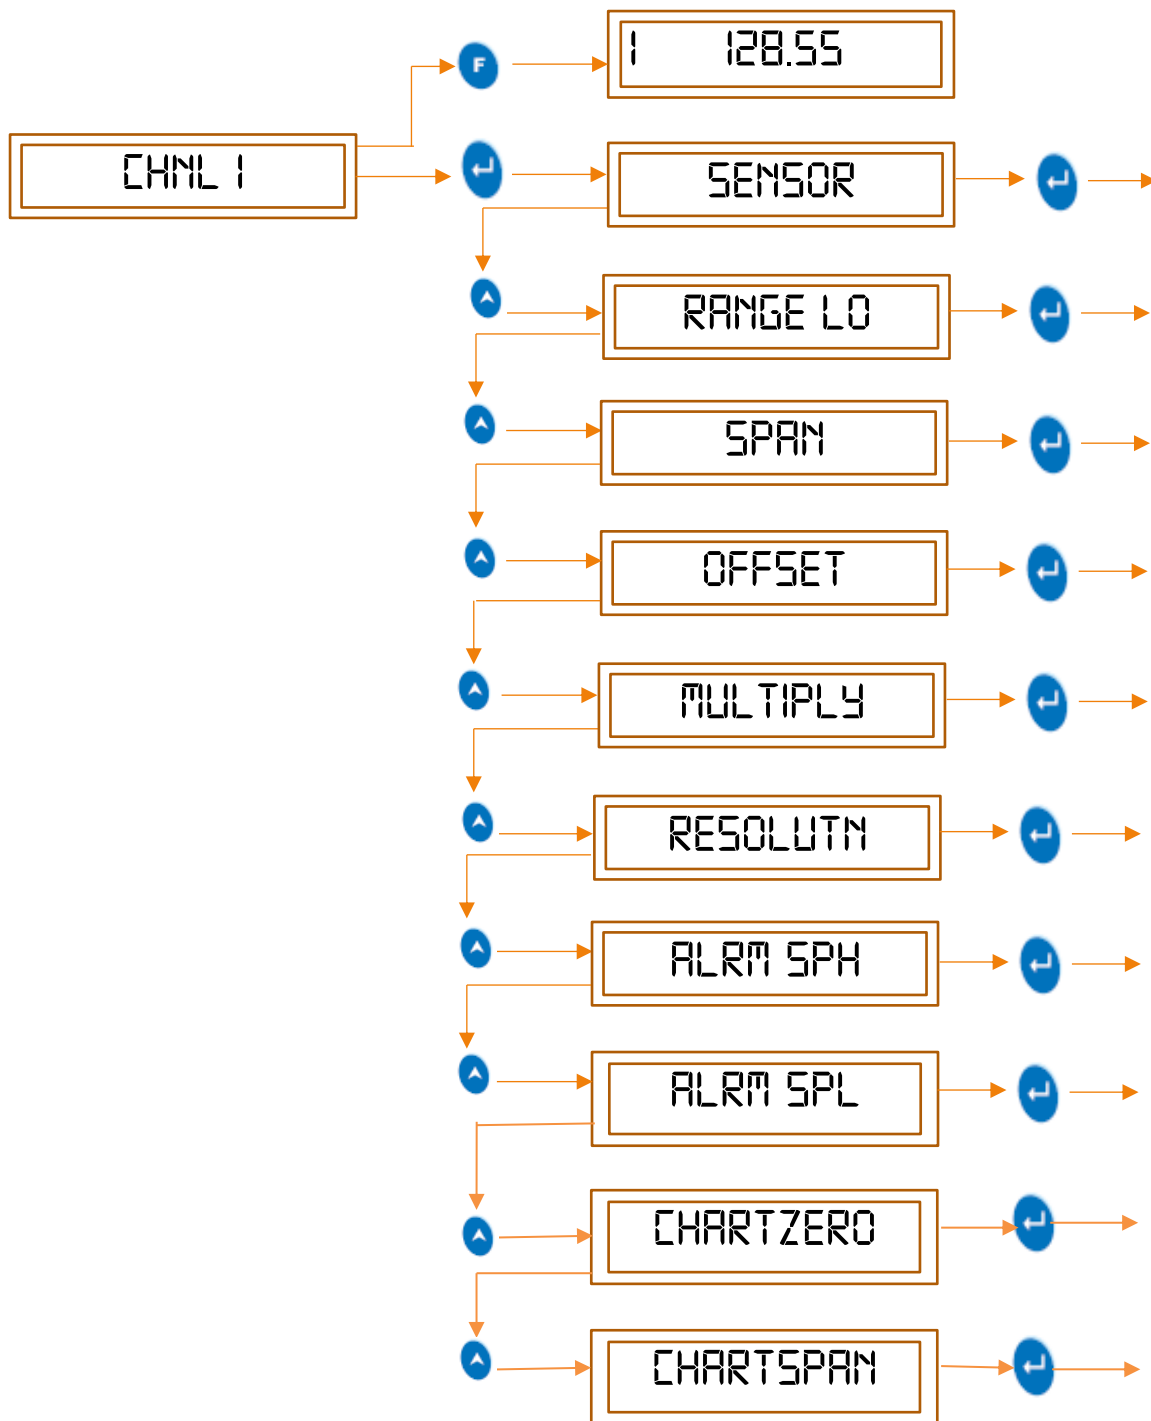 F
1 128.55
CHNL 1
SENSOR
RANGE LO
SPAN
OFFSET
MULTIPLY
RESOLUTN
ALRM SPH
ALRM SPL
CHARTZERO
CHARTSPAN